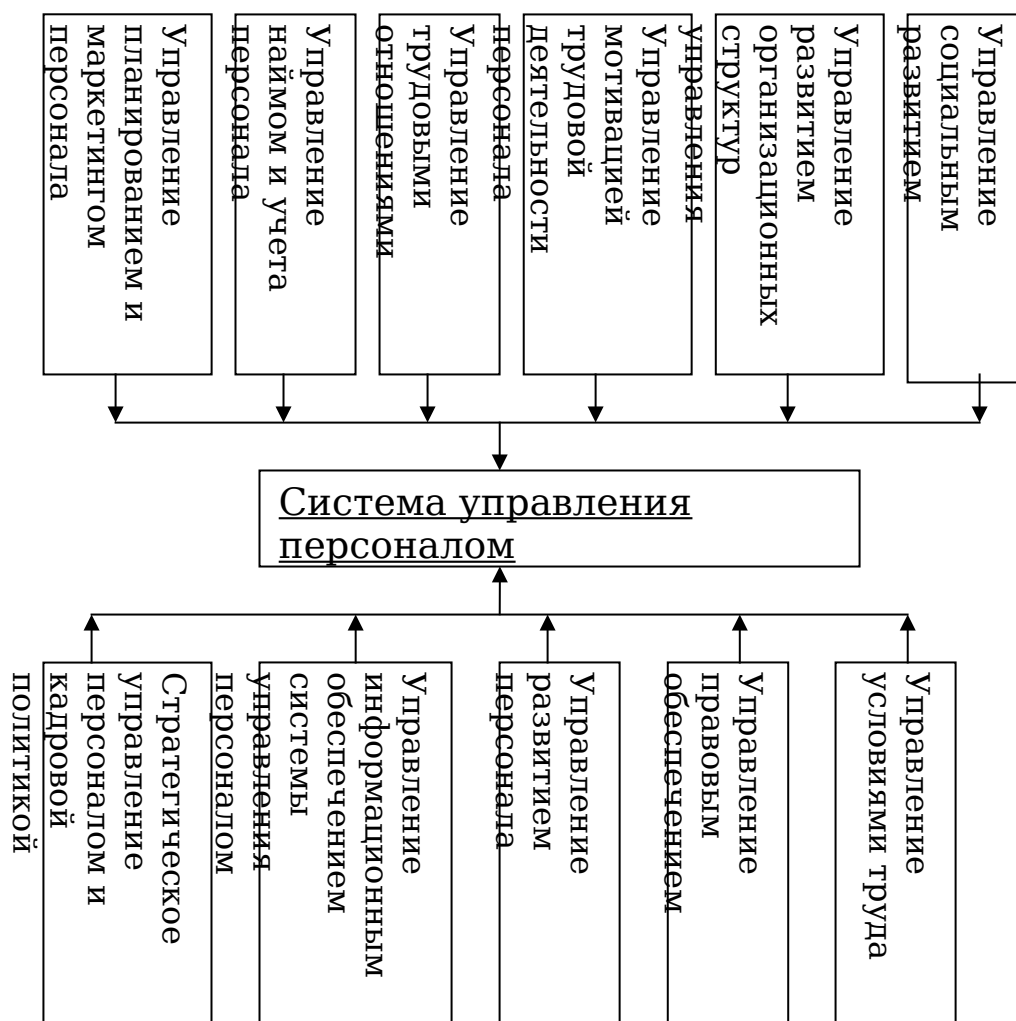 Управление
планированием и
маркетингом
персонала
Управление
наймом и учета
персонала
Управление
трудовыми
отношениями
персонала
Управление
мотивацией
трудовой
деятельности
Управление
развитием
организационных
структур
управления
Управление
социальным
развитием
Система управления
персоналом
Стратегическое
управление
персоналом и
кадровой
политикой
Управление
информационным
обеспечением
системы
управления
персоналом
Управление
развитием
персонала
Управление
правовым
обеспечением
Управление
условиями труда